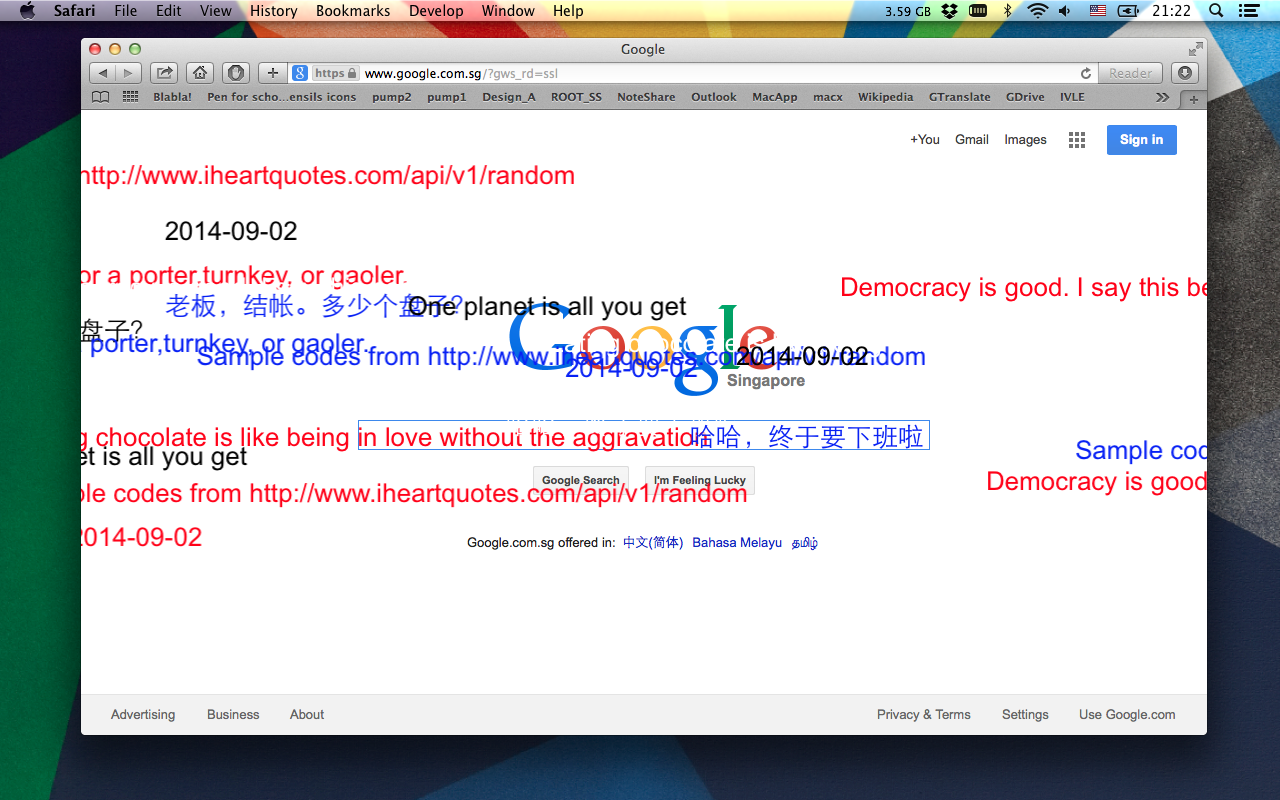 Safari File Edit View History Bookmarks Develop Window Help 3.59 GB 21:22
Google
https www.google.com.sg/?gws_rd=ssl Reader
Blabla! Pen for scho...ensils icons pump2 pump1 Design_A ROOT_SS NoteShare Outlook MacApp macx Wikipedia GTranslate GDrive IVLE
+You Gmail Images Sign in
http://www.iheartquotes.com/api/v1/random
2014-09-02
or a porter,turnkey, or gaoler.
Democracy is good. I say this be
老板，结帐。多少个盘子?
One planet is all you get
盘子?
Google
porter,turnkey, or gaoler.
Sample codes from http://www.iheartquotes.com/api/v1/random
2014-09-02
2014-09-02
Singapore
g chocolate is like being in love without the aggravation
哈哈，终于要下班啦
et is all you get
Sample cod
Google Search I'm Feeling Lucky
Democracy is good
ple codes from http://www.iheartquotes.com/api/v1/random
2014-09-02
Google.com.sg offered in: 中文(简体) Bahasa Melayu தமிழ்
Advertising Business About Privacy & Terms Settings Use Google.com